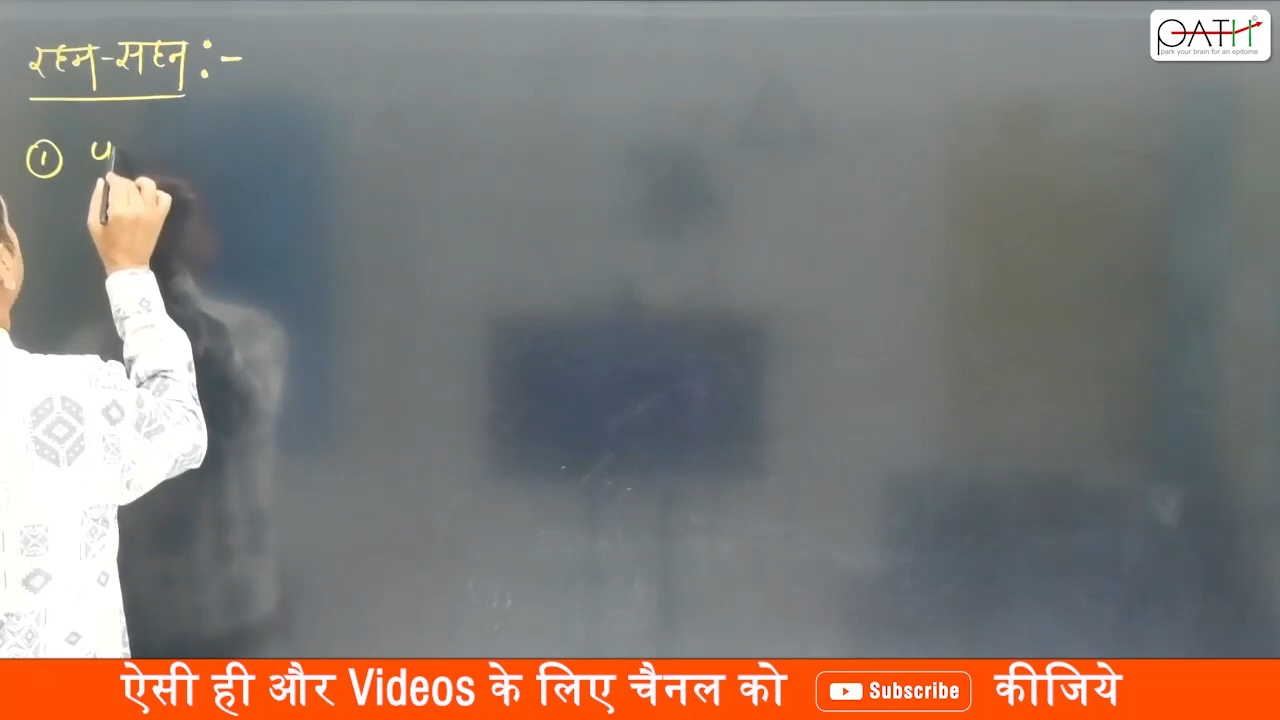 रहन-सहन :-
PATH
park your brain for an epitome
①
ऐसी ही और Videos के लिए चैनल को Subscribe कीजिये